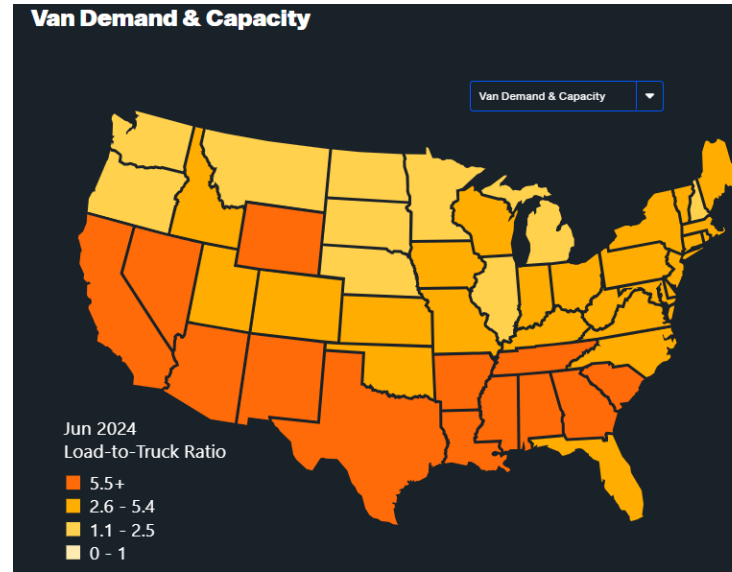 Van Demand & Capacity
Van Demand & Capacity
Jun 2024
Load-to-Truck Ratio
5.5+
2.6 - 5.4
1.1 - 2.5
0 - 1